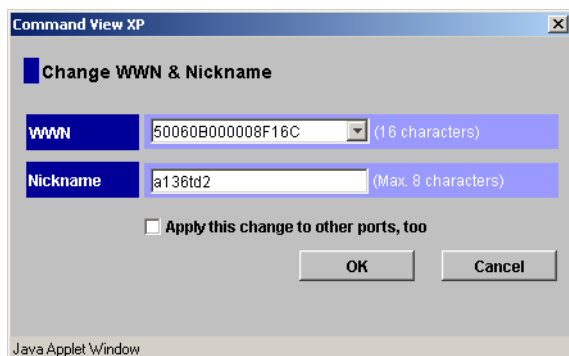 Command View XP
Change WWN & Nickname
WWN 50060B000008F16C (16 characters)
Nickname a136td2 (Max. 8 characters)
Apply this change to other ports, too
OK Cancel
Java Applet Window